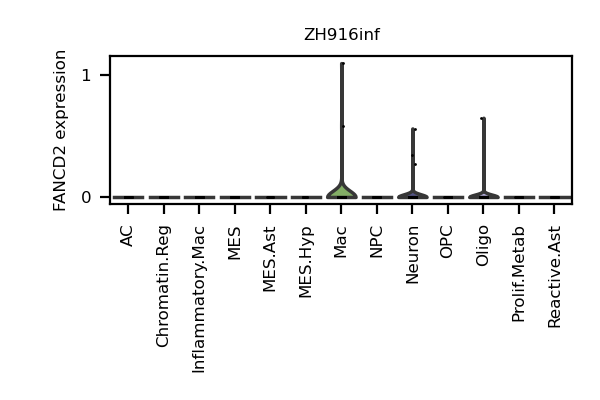 ZH916inf
FANCD2 expression
1
0
AC
Chromatin.Reg
Inflammatory.Mac
MES
MES.Ast
MES.Hyp
Mac
NPC
Neuron
OPC
Oligo
Prolif.Metab
Reactive.Ast